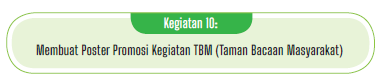 Kegiatan 10:
Membuat Poster Promosi Kegiatan TBM (Taman Bacaan Masyarakat)